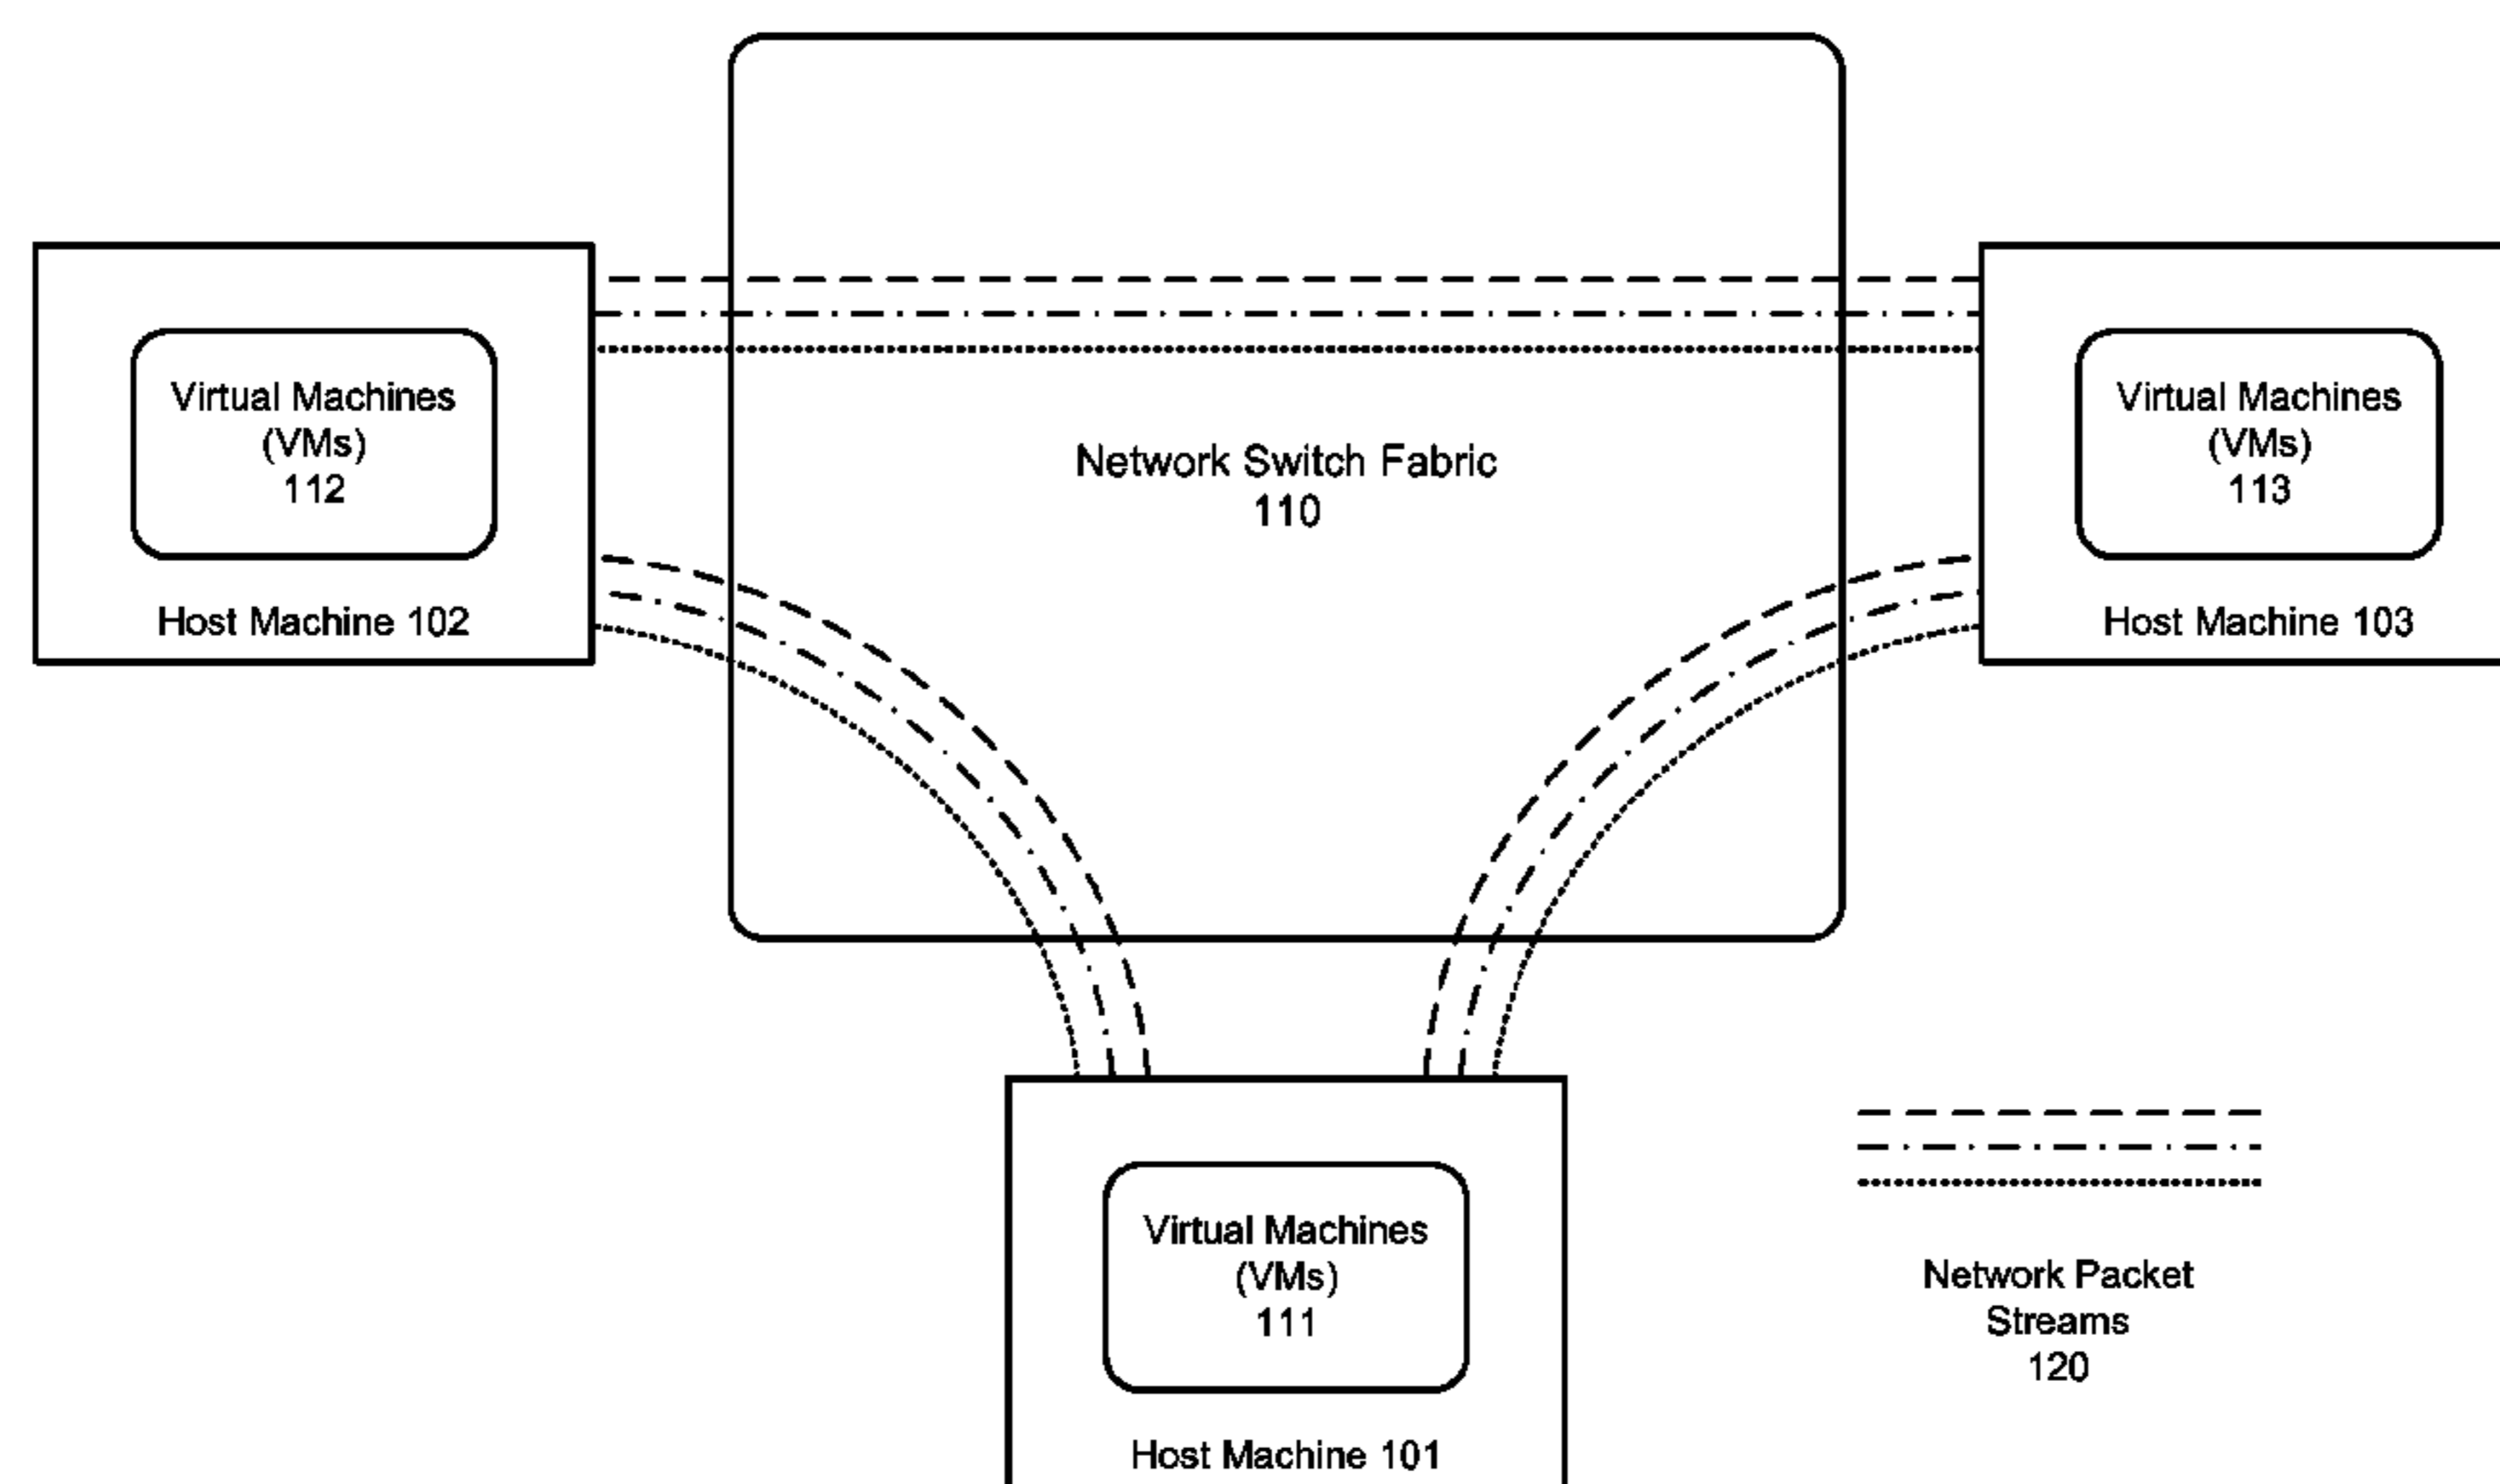 Virtual Machines
(VMs)
112
Host Machine 102
Network Switch Fabric
110
Virtual Machines
(VMs)
113
Host Machine 103
Virtual Machines
(VMs)
111
Host Machine 101
Network Packet
Streams
120